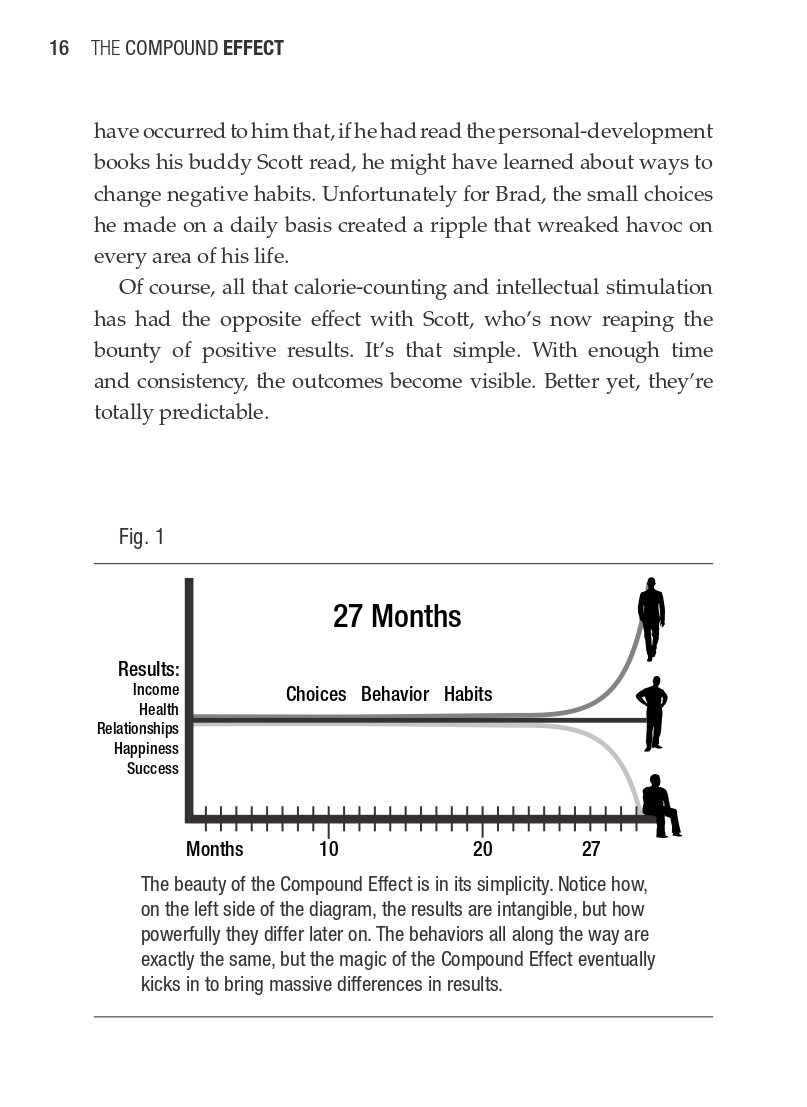 16 THE COMPOUND EFFECT
have occurred to him that, if he had read the personal-development
books his buddy Scott read, he might have learned about ways to
change negative habits. Unfortunately for Brad, the small choices
he made on a daily basis created a ripple that wreaked havoc on
every area of his life.
Of course, all that calorie-counting and intellectual stimulation
has had the opposite effect with Scott, who’s now reaping the
bounty of positive results. It’s that simple. With enough time
and consistency, the outcomes become visible. Better yet, they’re
totally predictable.
Fig. 1
27 Months
Results:
Income
Health
Relationships
Happiness
Success
Choices Behavior Habits
Months 10 20 27
The beauty of the Compound Effect is in its simplicity. Notice how,
on the left side of the diagram, the results are intangible, but how
powerfully they differ later on. The behaviors all along the way are
exactly the same, but the magic of the Compound Effect eventually
kicks in to bring massive differences in results.